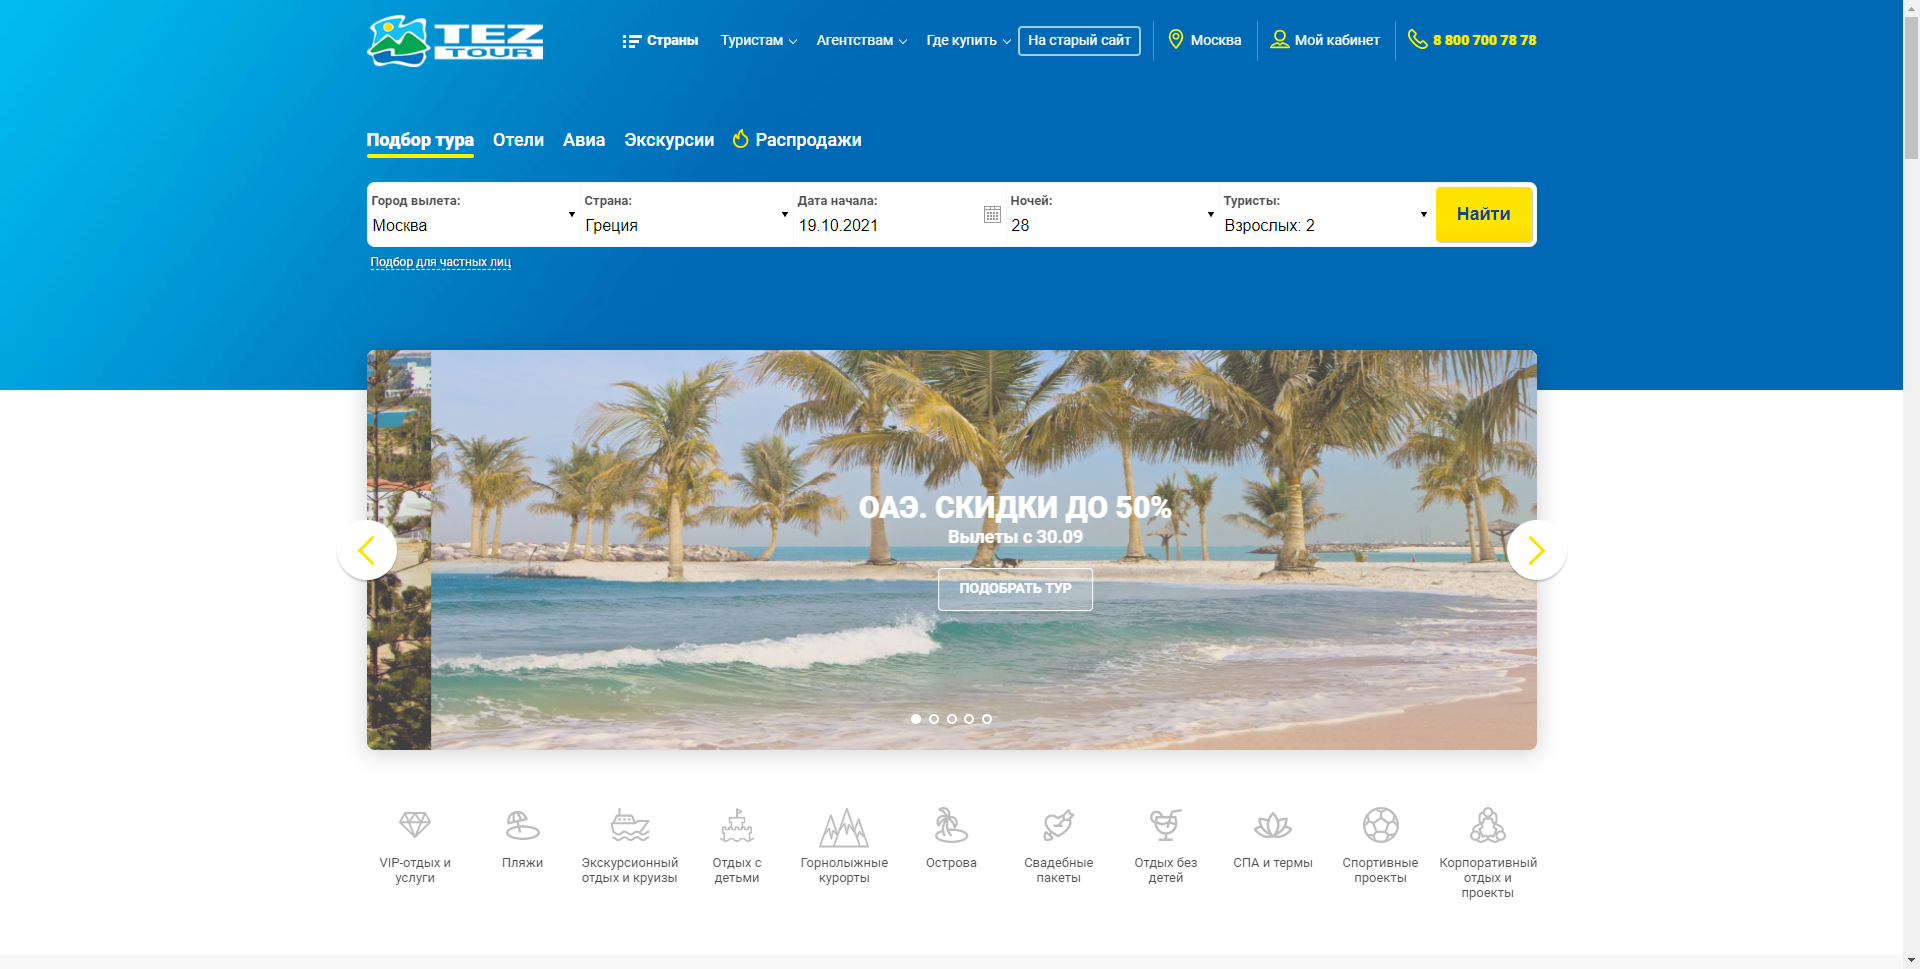 TEZ TOUR
Страны
Туристам
Агентствам
Где купить
На старый сайт
Москва
Мой кабинет
8 800 700 78 78
Подбор тура
Отели
Авиа
Экскурсии
Распродажи
Город вылета:
Москва
Страна:
Греция
Дата начала:
19.10.2021
Ночей:
28
Туристы:
Взрослых: 2
Найти
Подбор для частных лиц
ОАЭ. СКИДКИ ДО 50%
Вылеты с 30.09
ПОДОБРАТЬ ТУР
VIP-отдых и
услуги
Пляжи
Экскурсионный
отдых и круизы
Отдых с
детьми
Горнолыжные
курорты
Острова
Свадебные
пакеты
Отдых без
детей
СПА и термы
Спортивные
проекты
Корпоративный
отдых и
проекты